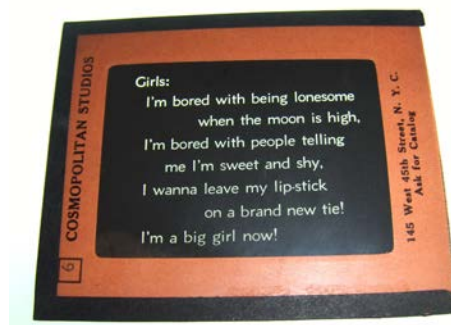 COSMOPOLITAN STUDIOS
6
Girls:
I'm bored with being lonesome
when the moon is high,
I'm bored with people telling
me I'm sweet and shy,
I wanna leave my lip-stick
on a brand new tie!
I'm a big girl now!
145 West 45th Street, N. Y. C.
Ask for Catalog